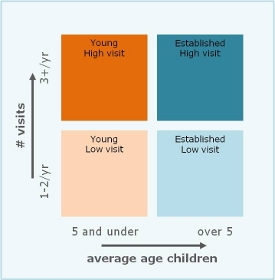 Young
High visit
Established
High visit
Young
Low visit
Established
Low visit
# visits
3+/yr
1-2/yr
5 and under
over 5
average age children